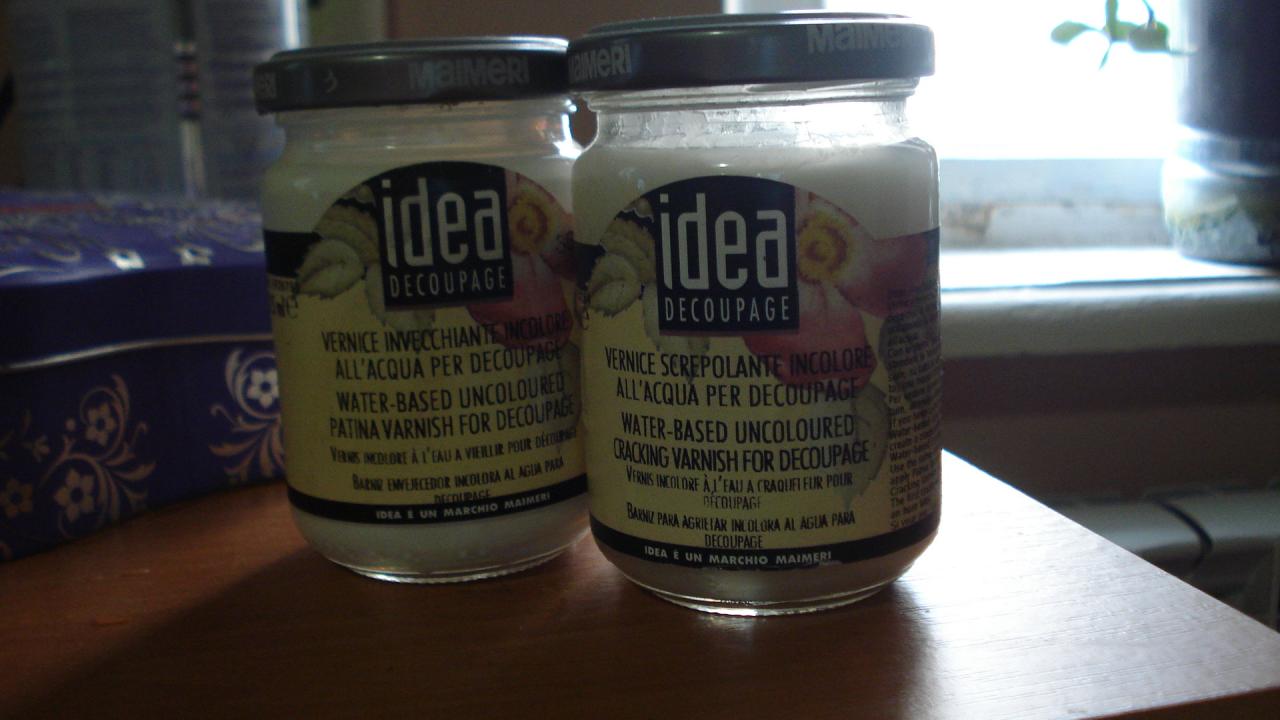 MAIMERI
idea
DECOUPAGE
VERNICE INVECCHIANTE INCOLORE
ALL'ACQUA PER DECOUPAGE
WATER-BASED UNCOLOURED
PATINA VARNISH FOR DECOUPAGE
VERNIS INCOLORE À L'EAU A VIEILLIR POUR DÉCOUPAGE
BARNIZ ENVEJECEDOR INCOLORA AL AGUA PARA
DECOUPAGE
IDEA È UN MARCHIO MAIMERI
MAIMERI
MAIMERI
idea
DECOUPAGE
VERNICE SCREPOLANTE INCOLORE
ALL'ACQUA PER DECOUPAGE
WATER-BASED UNCOLOURED
CRACKING VARNISH FOR DECOUPAGE
VERNIS INCOLORE À L'EAU A CRAQUELEUR POUR
DÉCOUPAGE
BARNIZ PARA AGRIETAR INCOLORA AL AGUA PARA
DECOUPAGE
IDEA È UN MARCHIO MAIMERI